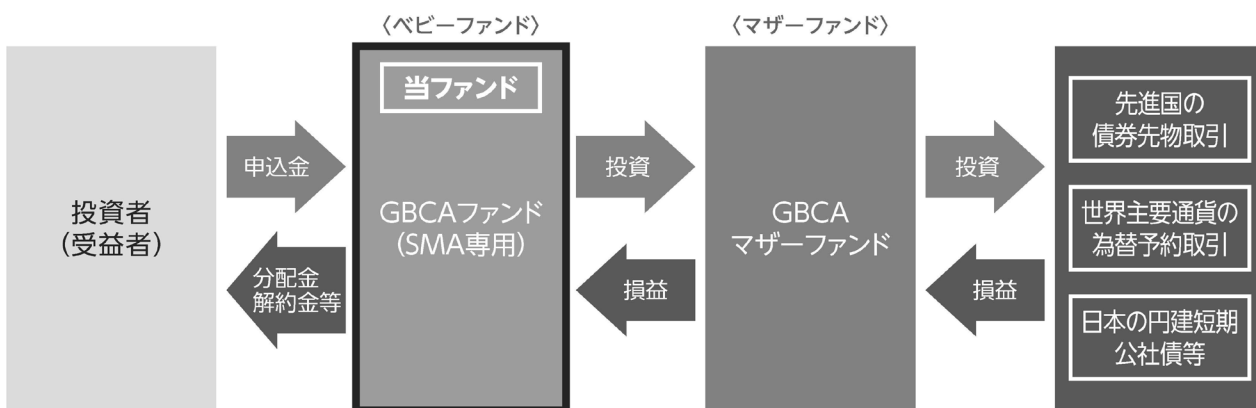 〈ベビーファンド〉
〈マザーファンド〉
投資者
（受益者）
申込金
分配金
解約金等
当ファンド
GBCAファンド
（SMA専用）
投資
損益
GBCA
マザーファンド
投資
損益
先進国の
債券先物取引
世界主要通貨の
為替予約取引
日本の円建短期
公社債等